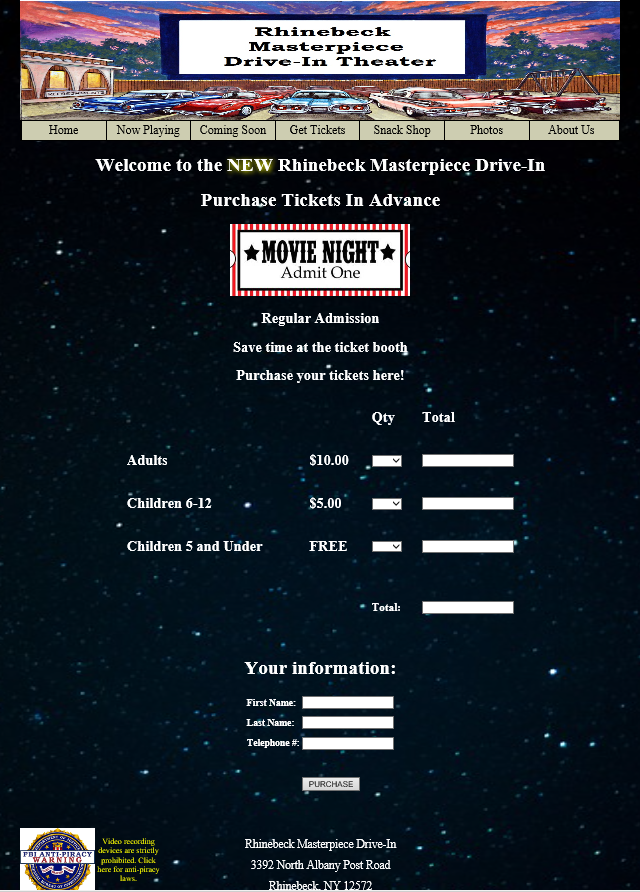 Rhinebeck
Masterpiece
Drive-In Theater
Home Now Playing Coming Soon Get Tickets Snack Shop Photos About Us
Welcome to the NEW Rhinebeck Masterpiece Drive-In
Purchase Tickets In Advance
★MOVIE NIGHT★
Admit One
Regular Admission
Save time at the ticket booth
Purchase your tickets here!
Qty Total
Adults $10.00
Children 6-12 $5.00
Children 5 and Under FREE
Total:
Your information:
First Name:
Last Name:
Telephone #:
PURCHASE
FBI ANTI-PIRACY
WARNING
Video recording
devices are strictly
prohibited. Click
here for anti-piracy
laws.
Rhinebeck Masterpiece Drive-In
3392 North Albany Post Road
Rhinebeck, NY 12572